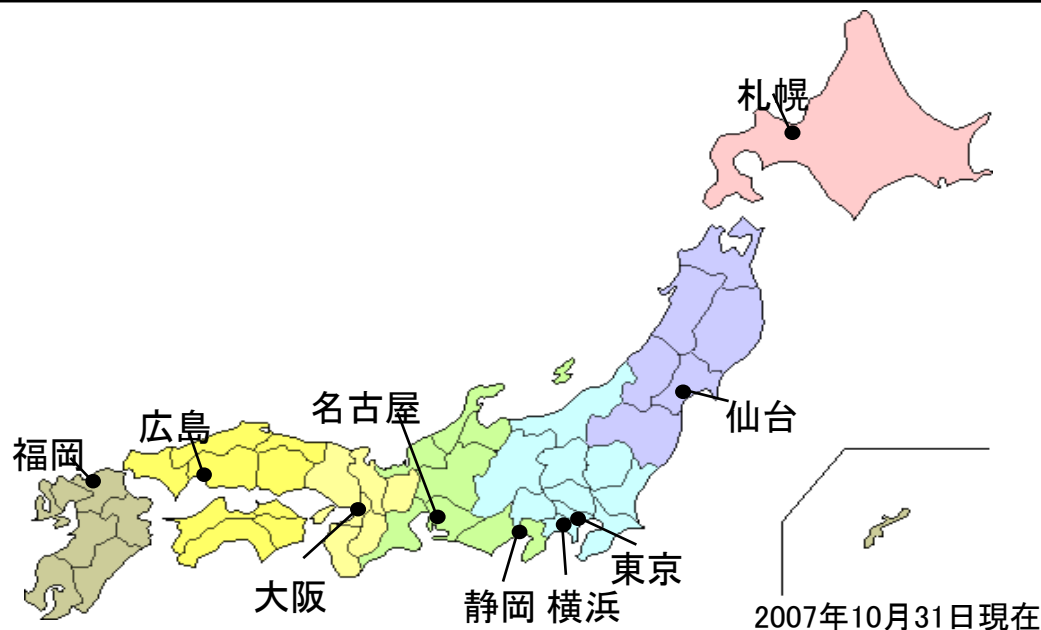 札幌
仙台
名古屋
広島
福岡
大阪
静岡
横浜
東京
2007年10月31日現在